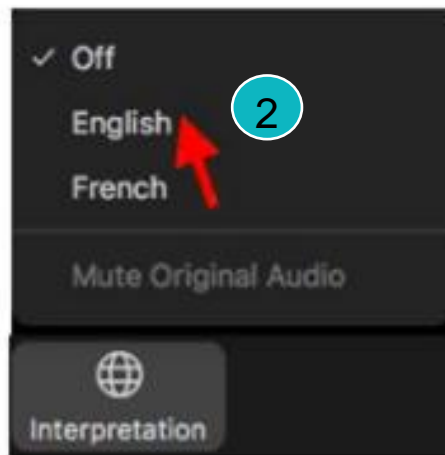 ✓ Off
English
2
French
Mute Original Audio
Interpretation